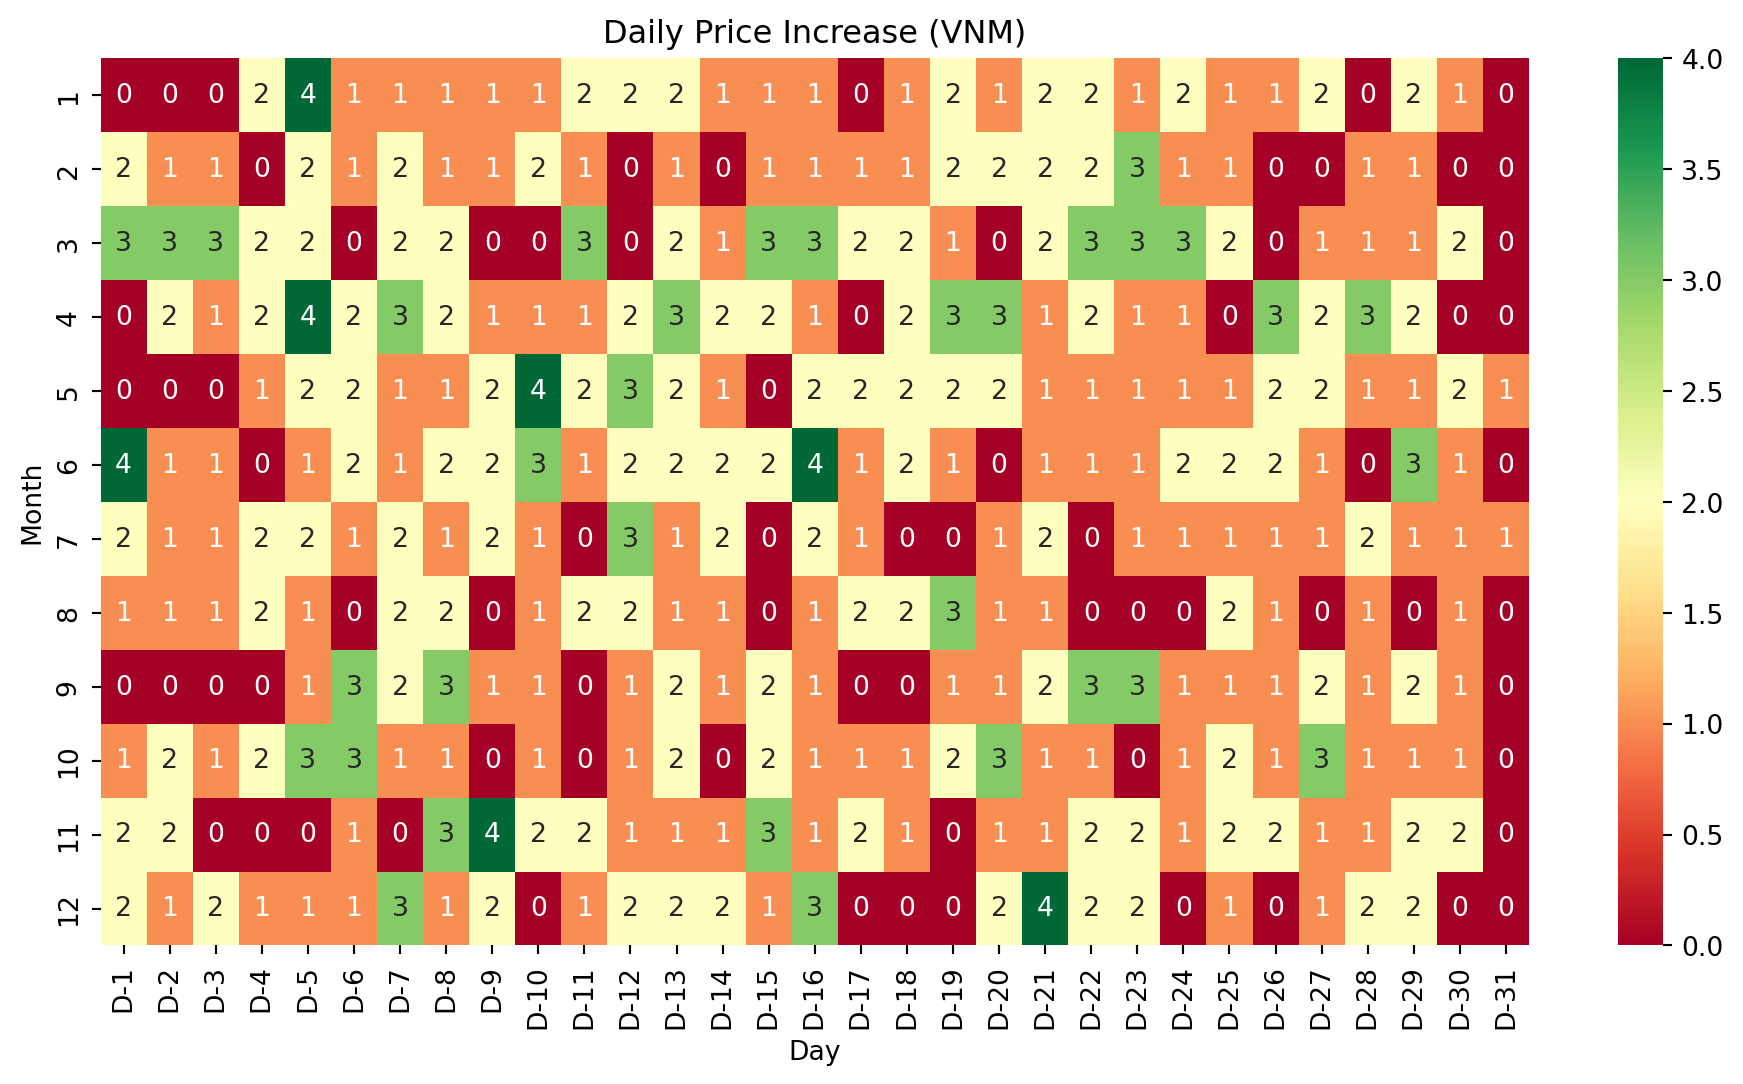 Daily Price Increase (VNM)
1 0 0 0 2 4 1 1 1 1 1 2 2 2 1 1 1 0 1 2 1 2 2 1 2 1 1 2 0 2 1 0
2 2 1 1 0 2 1 2 1 1 2 1 0 1 0 1 1 1 1 2 2 2 2 3 1 1 0 0 1 1 0 0
3 3 3 3 2 2 0 2 2 0 0 3 0 2 1 3 3 2 2 1 0 2 3 3 3 2 0 1 1 1 2 0
4 0 2 1 2 4 2 3 2 1 1 1 2 3 2 2 1 0 2 3 3 1 2 1 1 0 3 2 3 2 0 0
5 0 0 0 1 2 2 1 1 2 4 2 3 2 1 0 2 2 2 2 2 1 1 1 1 1 2 2 1 1 2 1
6 4 1 1 0 1 2 1 2 2 3 1 2 2 2 2 4 1 2 1 0 1 1 1 2 2 2 1 0 3 1 0
7 2 1 1 2 2 1 2 1 2 1 0 3 1 2 0 2 1 0 0 1 2 0 1 1 1 1 1 2 1 1 1
8 1 1 1 2 1 0 2 2 0 1 2 2 1 1 0 1 2 2 3 1 1 0 0 0 2 1 0 1 0 1 0
9 0 0 0 0 1 3 2 3 1 1 0 1 2 1 2 1 0 0 1 1 2 3 3 1 1 1 2 1 2 1 0
10 1 2 1 2 3 3 1 1 0 1 0 1 2 0 2 1 1 1 2 3 1 1 0 1 2 1 3 1 1 1 0
11 2 2 0 0 0 1 0 3 4 2 2 1 1 1 3 1 2 1 0 1 1 2 2 1 2 2 1 1 2 2 0
12 2 1 2 1 1 1 3 1 2 0 1 2 2 2 1 3 0 0 0 2 4 2 2 0 1 0 1 2 2 0 0
D-1 D-2 D-3 D-4 D-5 D-6 D-7 D-8 D-9 D-10 D-11 D-12 D-13 D-14 D-15 D-16 D-17 D-18 D-19 D-20 D-21 D-22 D-23 D-24 D-25 D-26 D-27 D-28 D-29 D-30 D-31
Day
Month
4.0
3.5
3.0
2.5
2.0
1.5
1.0
0.5
0.0